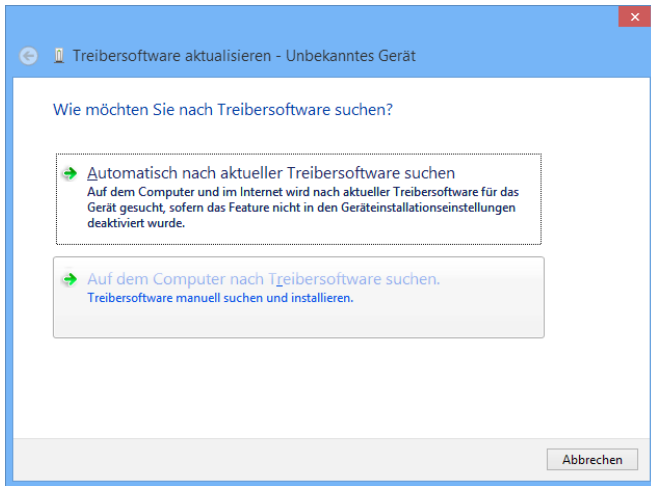 Treibersoftware aktualisieren - Unbekanntes Gerät
Wie möchten Sie nach Treibersoftware suchen?
Automatisch nach aktueller Treibersoftware suchen
Auf dem Computer und im Internet wird nach aktueller Treibersoftware für das
Gerät gesucht, sofern das Feature nicht in den Geräteinstallationseinstellungen
deaktiviert wurde.
Auf dem Computer nach Treibersoftware suchen.
Treibersoftware manuell suchen und installieren.
Abbrechen